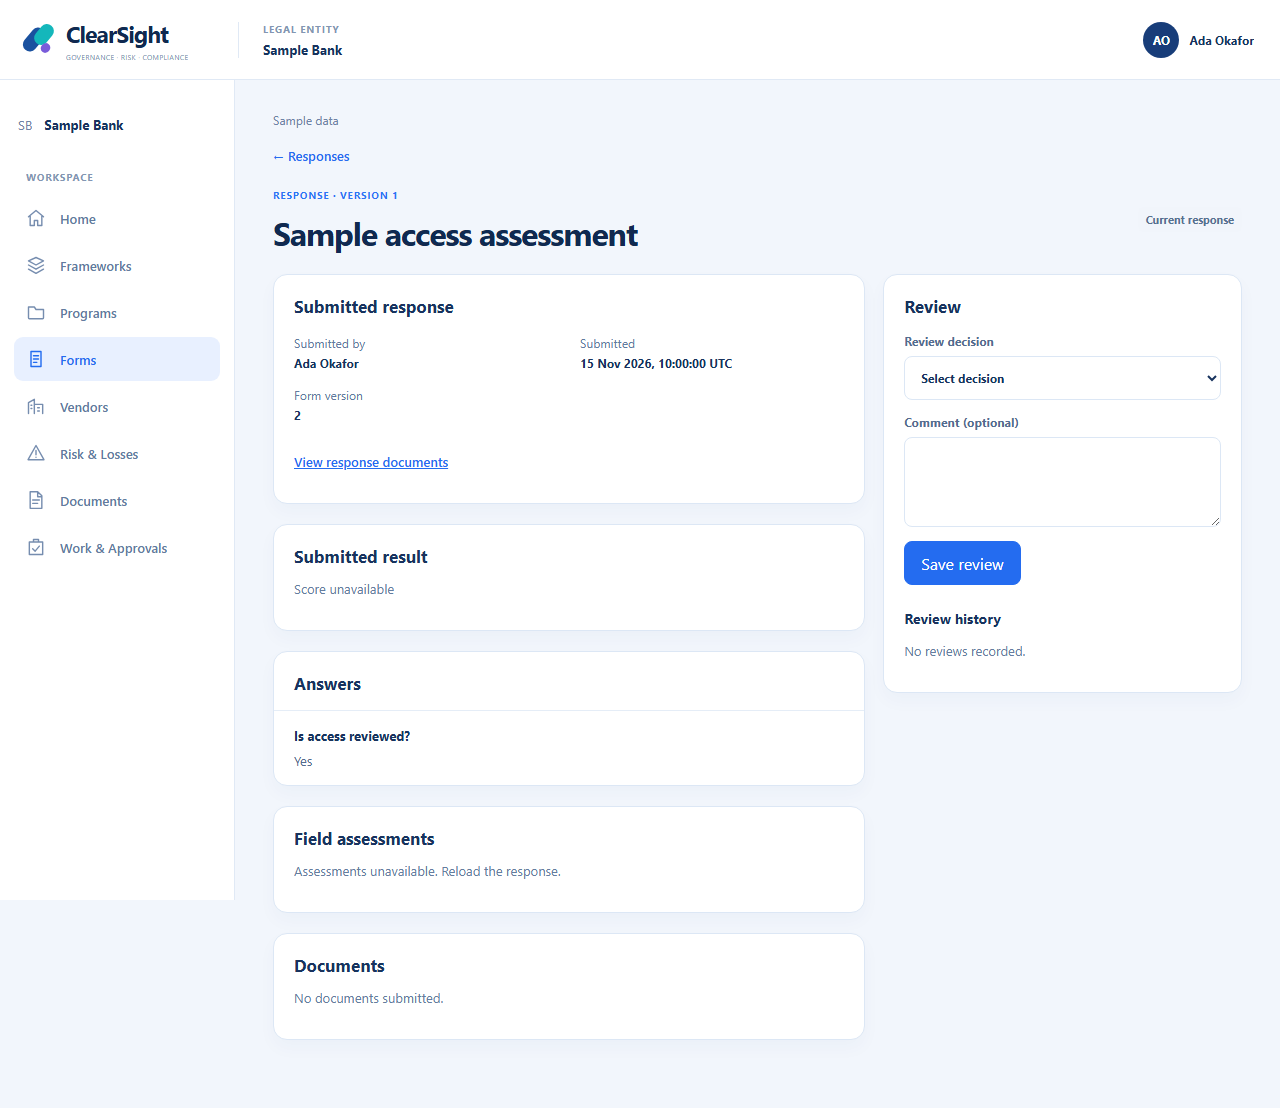 ClearSight
GOVERNANCE · RISK · COMPLIANCE
LEGAL ENTITY
Sample Bank
AO
Ada Okafor
SB Sample Bank
WORKSPACE
Home
Frameworks
Programs
Forms
Vendors
Risk & Losses
Documents
Work & Approvals
Sample data
← Responses
RESPONSE · VERSION 1
Sample access assessment
Current response
Submitted response
Submitted by
Ada Okafor
Submitted
15 Nov 2026, 10:00:00 UTC
Form version
2
View response documents
Submitted result
Score unavailable
Answers
Is access reviewed?
Yes
Field assessments
Assessments unavailable. Reload the response.
Documents
No documents submitted.
Review
Review decision
Select decision
Comment (optional)
Save review
Review history
No reviews recorded.